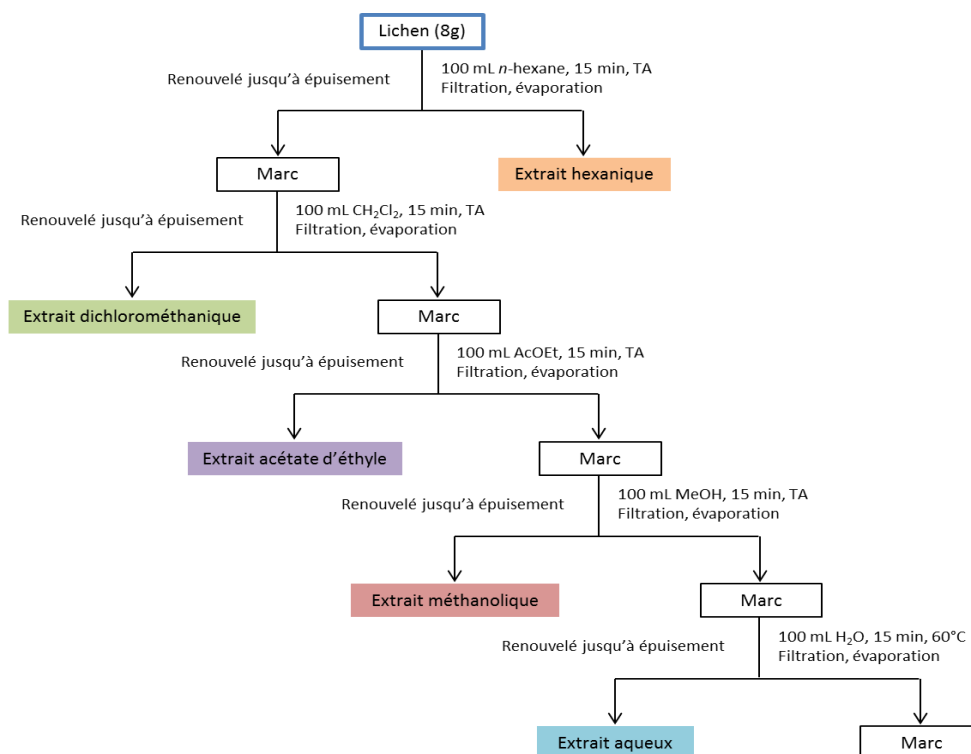 Lichen (8g)
Renouvelé jusqu’à épuisement
100 mL n-hexane, 15 min, TA
Filtration, évaporation
Marc
Extrait hexanique
Renouvelé jusqu’à épuisement
100 mL CH₂Cl₂, 15 min, TA
Filtration, évaporation
Extrait dichlorométhanique
Marc
Renouvelé jusqu’à épuisement
100 mL AcOEt, 15 min, TA
Filtration, évaporation
Extrait acétate d’éthyle
Marc
Renouvelé jusqu’à épuisement
100 mL MeOH, 15 min, TA
Filtration, évaporation
Extrait méthanolique
Marc
Renouvelé jusqu’à épuisement
100 mL H₂O, 15 min, 60°C
Filtration, évaporation
Extrait aqueux
Marc